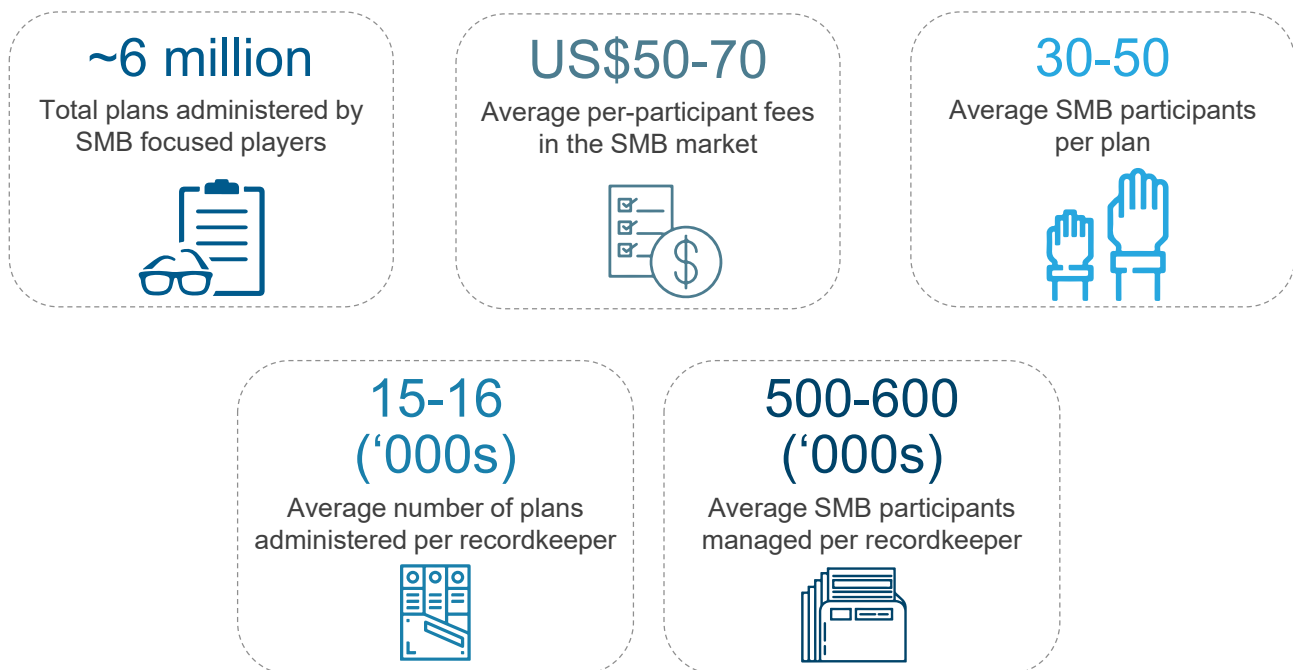 ~6 million
Total plans administered by
SMB focused players
US$50-70
Average per-participant fees
in the SMB market
30-50
Average SMB participants
per plan
15-16
(‘000s)
Average number of plans
administered per recordkeeper
500-600
(‘000s)
Average SMB participants
managed per recordkeeper